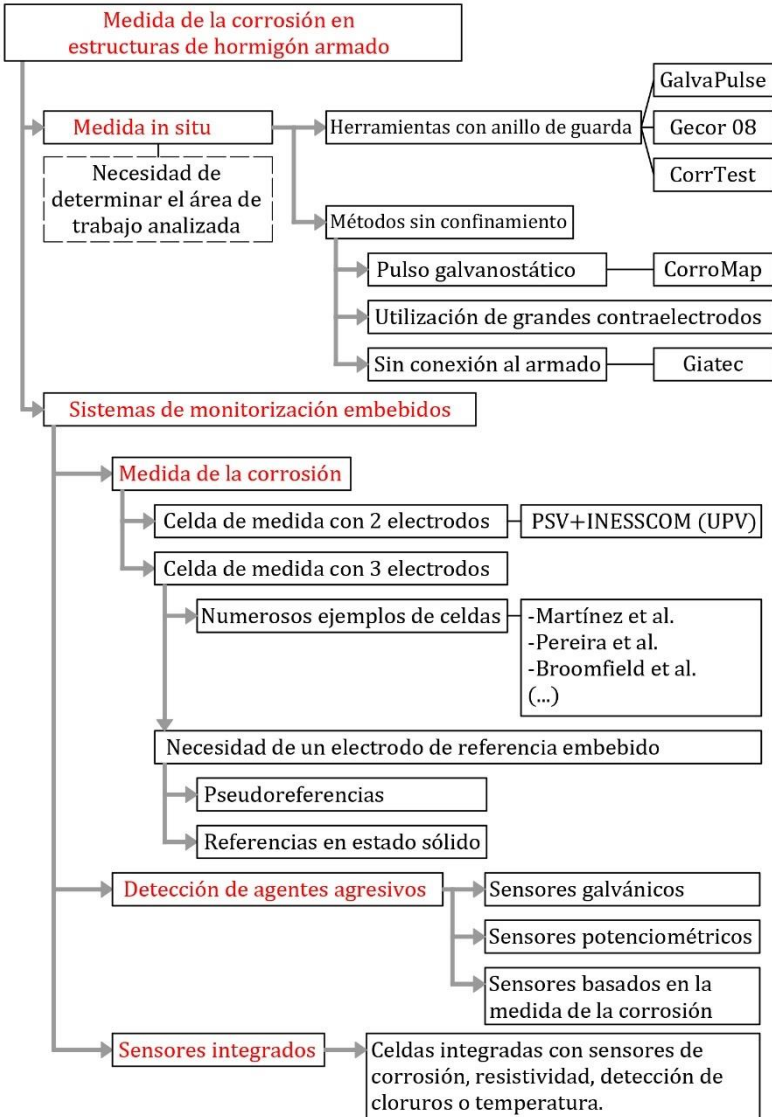 Medida de la corrosión en
estructuras de hormigón armado
Medida in situ
Necesidad de
determinar el área de
trabajo analizada
Herramientas con anillo de guarda
GalvaPulse
Gecor 08
CorrTest
Métodos sin confinamiento
Pulso galvanostático
CorroMap
Utilización de grandes contraelectrodos
Sin conexión al armado
Giatec
Sistemas de monitorización embebidos
Medida de la corrosión
Celda de medida con 2 electrodos
PSV+INESSCOM (UPV)
Celda de medida con 3 electrodos
Numerosos ejemplos de celdas
-Martínez et al.
-Pereira et al.
-Broomfield et al.
(...)
Necesidad de un electrodo de referencia embebido
Pseudoreferencias
Referencias en estado sólido
Detección de agentes agresivos
Sensores galvánicos
Sensores potenciométricos
Sensores basados en la
medida de la corrosión
Sensores integrados
Celdas integradas con sensores de
corrosión, resistividad, detección de
cloruros o temperatura.